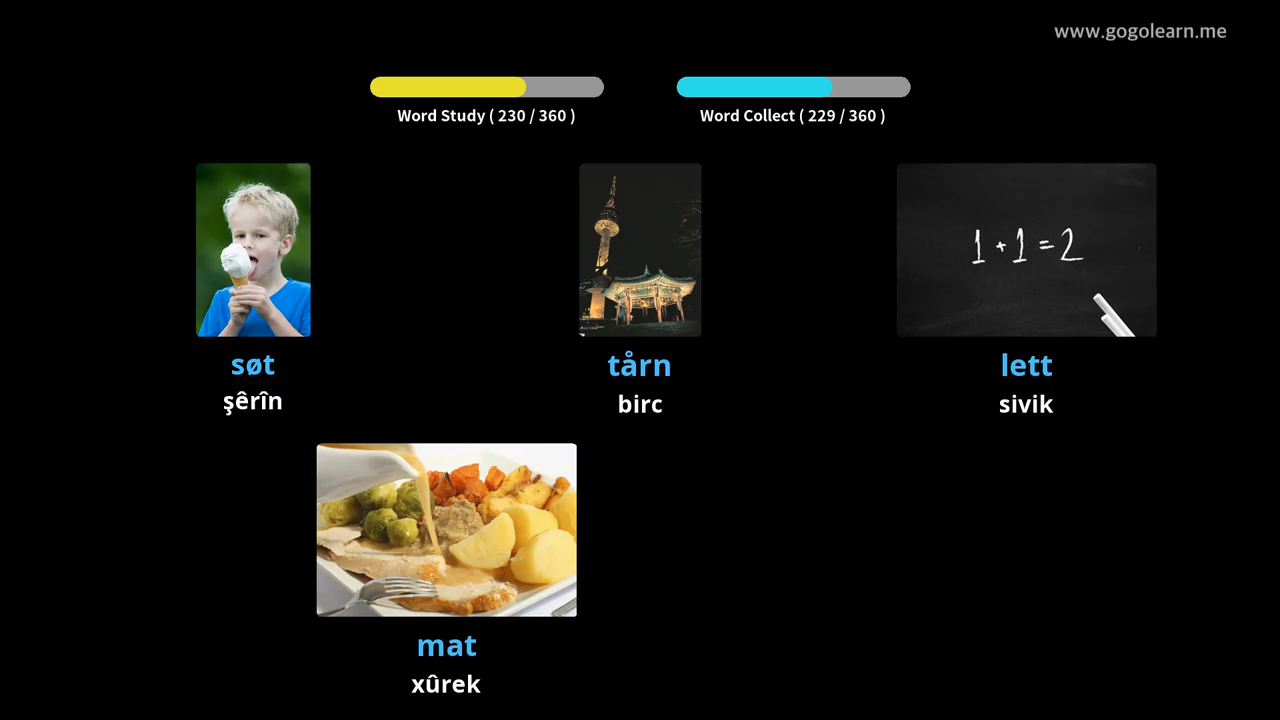 www.gogolearn.me
Word Study ( 230 / 360 )
Word Collect ( 229 / 360 )
1 + 1 = 2
søt
tårn
lett
şêrîn
birc
sivik
mat
xûrek